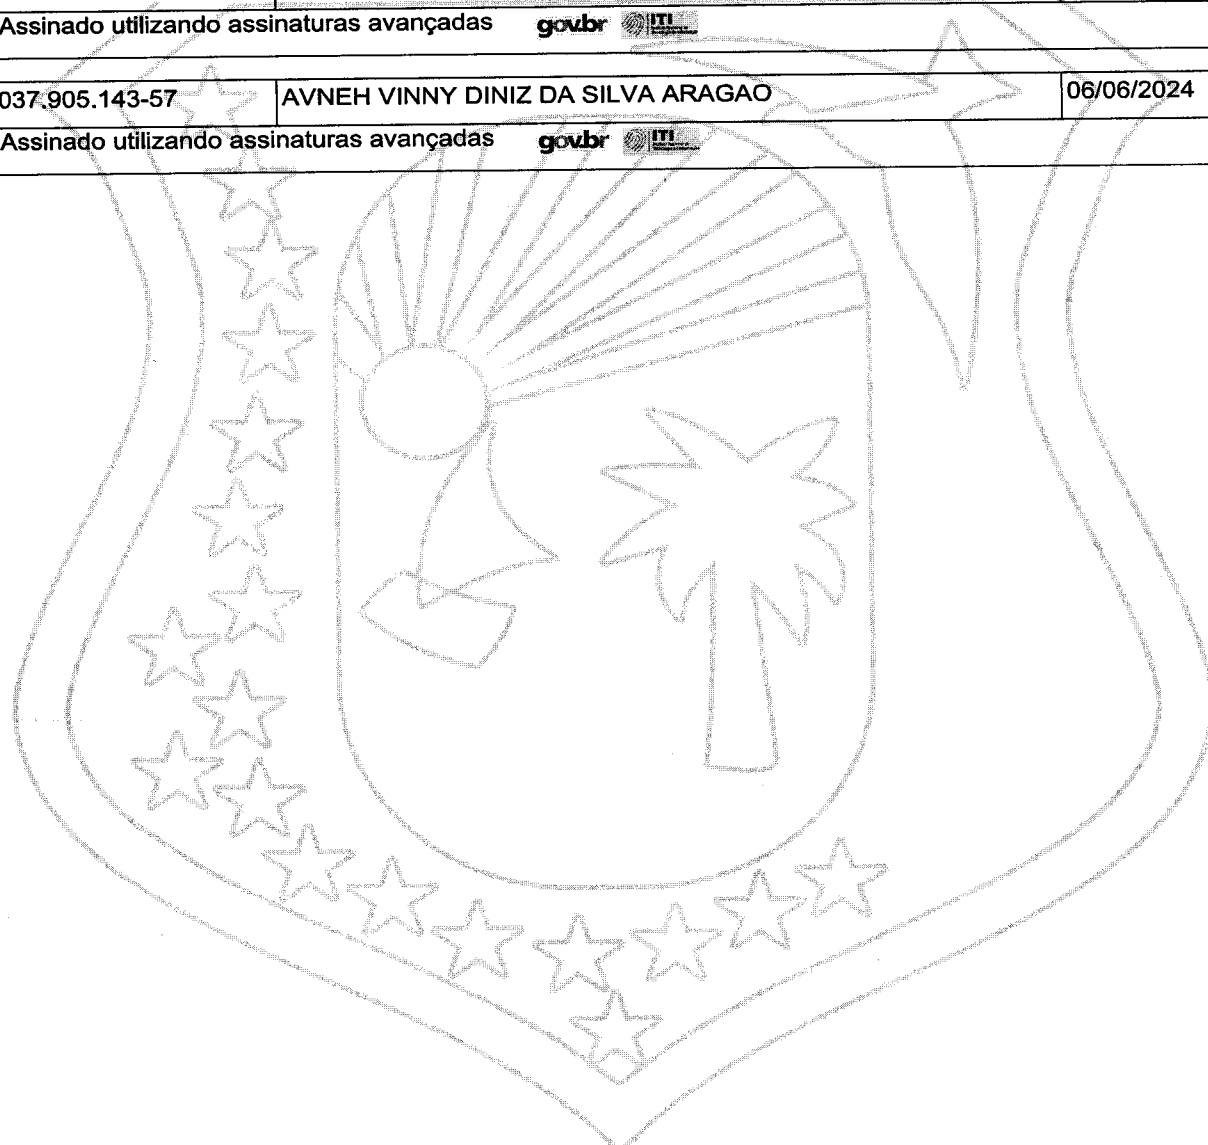 Assinado utilizando assinaturas avançadas gov.br ITI
037.905.143-57 AVNEH VINNY DINIZ DA SILVA ARAGAO 06/06/2024
Assinado utilizando assinaturas avançadas gov.br ITI